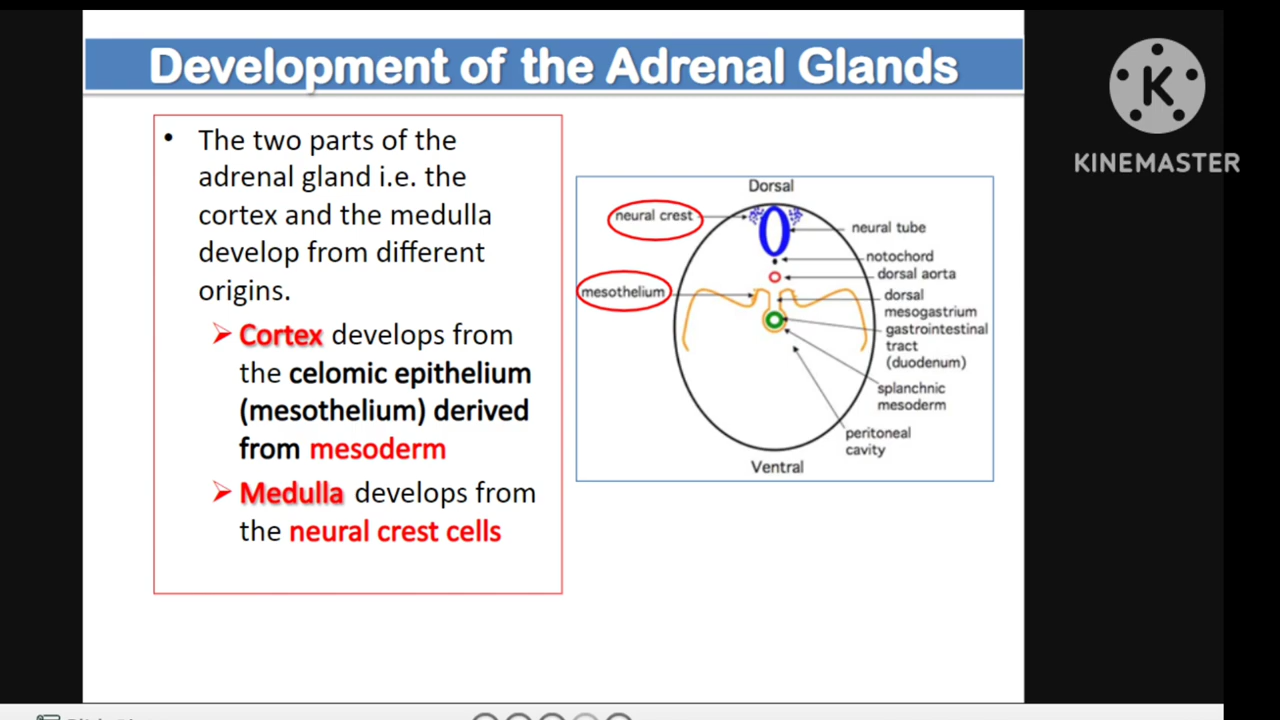 Development of the Adrenal Glands
• The two parts of the
adrenal gland i.e. the
cortex and the medulla
develop from different
origins.
➢ Cortex develops from
the celomic epithelium
(mesothelium) derived
from mesoderm
➢ Medulla develops from
the neural crest cells
Dorsal
neural crest
neural tube
notochord
dorsal aorta
mesothelium
dorsal
mesogastrium
gastrointestinal
tract
(duodenum)
splanchnic
mesoderm
peritoneal
cavity
Ventral
K
KINEMASTER